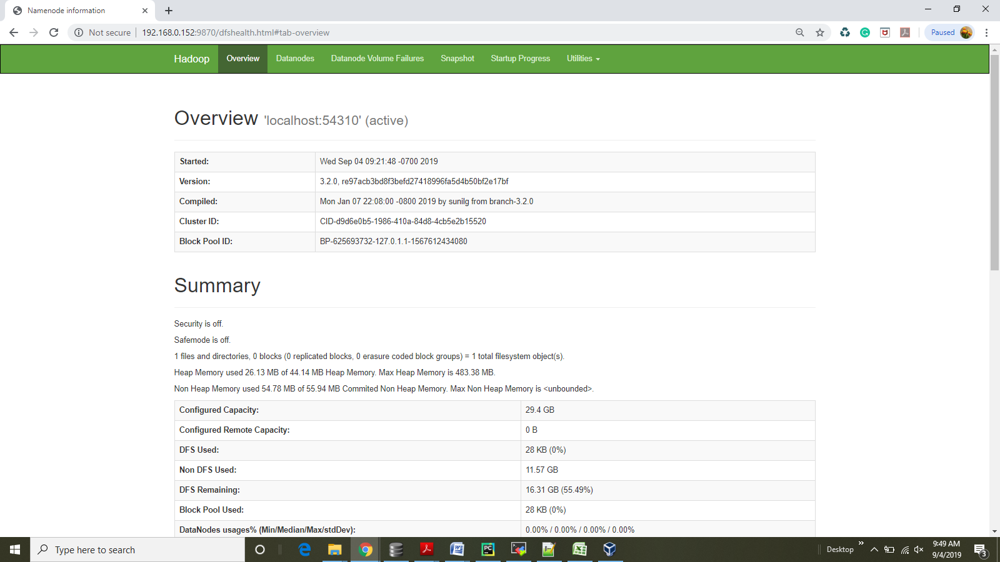 Namenode information
Not secure 192.168.0.152:9870/dfshealth.html#tab-overview
Paused
Hadoop Overview Datanodes Datanode Volume Failures Snapshot Startup Progress Utilities
Overview 'localhost:54310' (active)
Started: Wed Sep 04 09:21:48 -0700 2019
Version: 3.2.0, re97acb3bd8f3befd27418996fa5d4b50bf2e17bf
Compiled: Mon Jan 07 22:08:00 -0800 2019 by sunilg from branch-3.2.0
Cluster ID: CID-d9d6e0b5-1986-410a-84d8-4cb5e2b15520
Block Pool ID: BP-625693732-127.0.1.1-1567612434080
Summary
Security is off.
Safemode is off.
1 files and directories, 0 blocks (0 replicated blocks, 0 erasure coded block groups) = 1 total filesystem object(s).
Heap Memory used 26.13 MB of 44.14 MB Heap Memory. Max Heap Memory is 483.38 MB.
Non Heap Memory used 54.78 MB of 55.94 MB Commited Non Heap Memory. Max Non Heap Memory is <unbounded>.
Configured Capacity: 29.4 GB
Configured Remote Capacity: 0 B
DFS Used: 28 KB (0%)
Non DFS Used: 11.57 GB
DFS Remaining: 16.31 GB (55.49%)
Block Pool Used: 28 KB (0%)
DataNodes usages% (Min/Median/Max/stdDev): 0.00% / 0.00% / 0.00% / 0.00%
Type here to search
Desktop
9:49 AM
9/4/2019
3